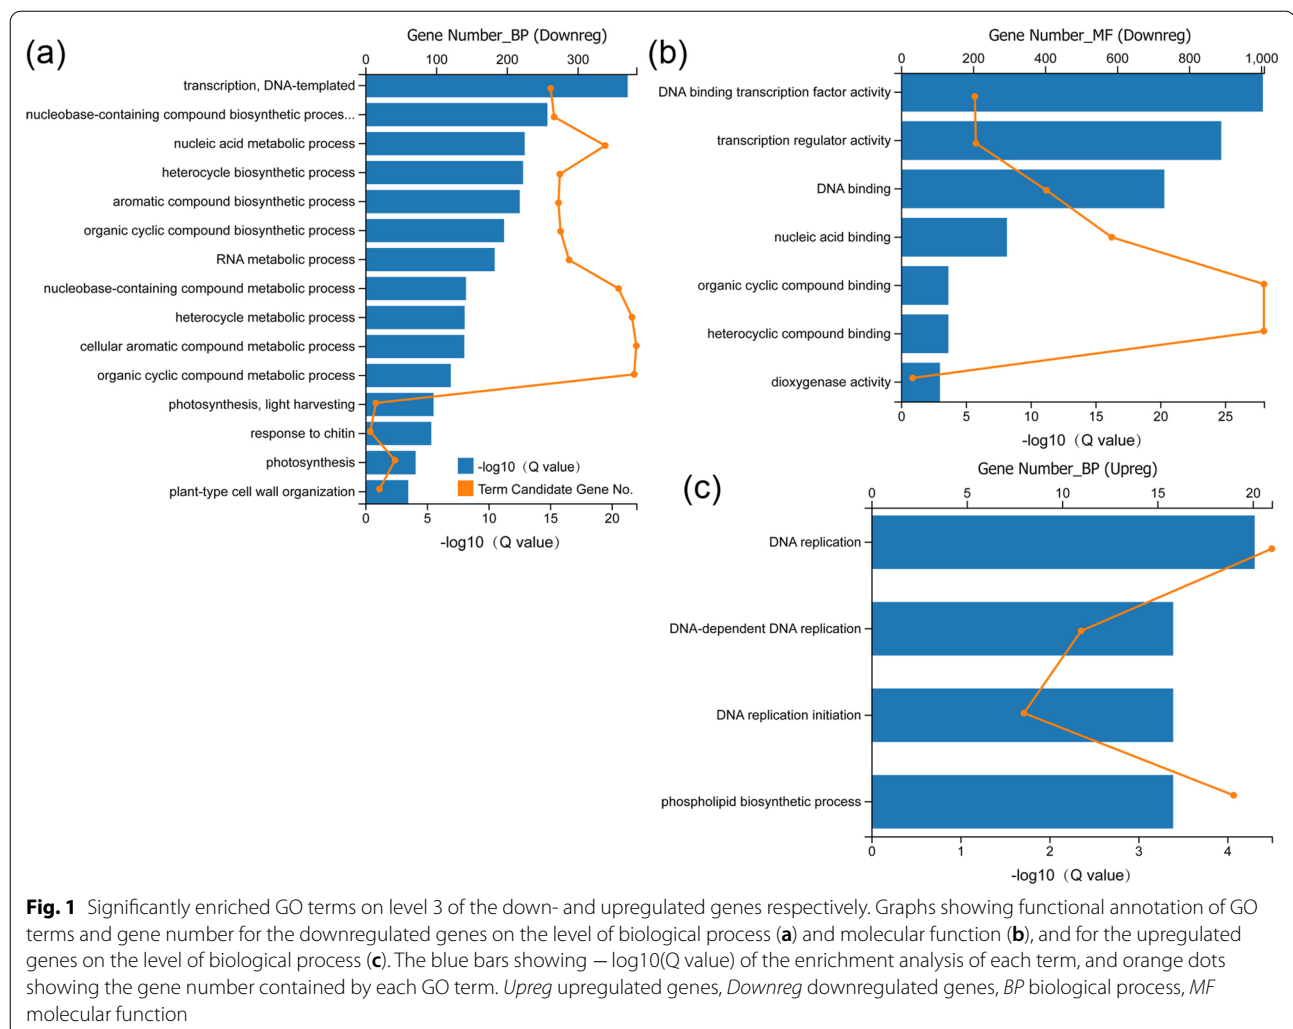 (a)
Gene Number_BP (Downreg)
0 100 200 300
transcription, DNA-templated
nucleobase-containing compound biosynthetic proces...
nucleic acid metabolic process
heterocycle biosynthetic process
aromatic compound biosynthetic process
organic cyclic compound biosynthetic process
RNA metabolic process
nucleobase-containing compound metabolic process
heterocycle metabolic process
cellular aromatic compound metabolic process
organic cyclic compound metabolic process
photosynthesis, light harvesting
response to chitin
photosynthesis
plant-type cell wall organization
-log10（Q value）
Term Candidate Gene No.
0 5 10 15 20
-log10（Q value）
(b)
Gene Number_MF (Downreg)
0 200 400 600 800 1,000
DNA binding transcription factor activity
transcription regulator activity
DNA binding
nucleic acid binding
organic cyclic compound binding
heterocyclic compound binding
dioxygenase activity
0 5 10 15 20 25
-log10（Q value）
(c)
Gene Number_BP (Upreg)
0 5 10 15 20
DNA replication
DNA-dependent DNA replication
DNA replication initiation
phospholipid biosynthetic process
0 1 2 3 4
-log10（Q value）
Fig. 1 Significantly enriched GO terms on level 3 of the down- and upregulated genes respectively. Graphs showing functional annotation of GO
terms and gene number for the downregulated genes on the level of biological process (a) and molecular function (b), and for the upregulated
genes on the level of biological process (c). The blue bars showing − log10(Q value) of the enrichment analysis of each term, and orange dots
showing the gene number contained by each GO term. Upreg upregulated genes, Downreg downregulated genes, BP biological process, MF
molecular function